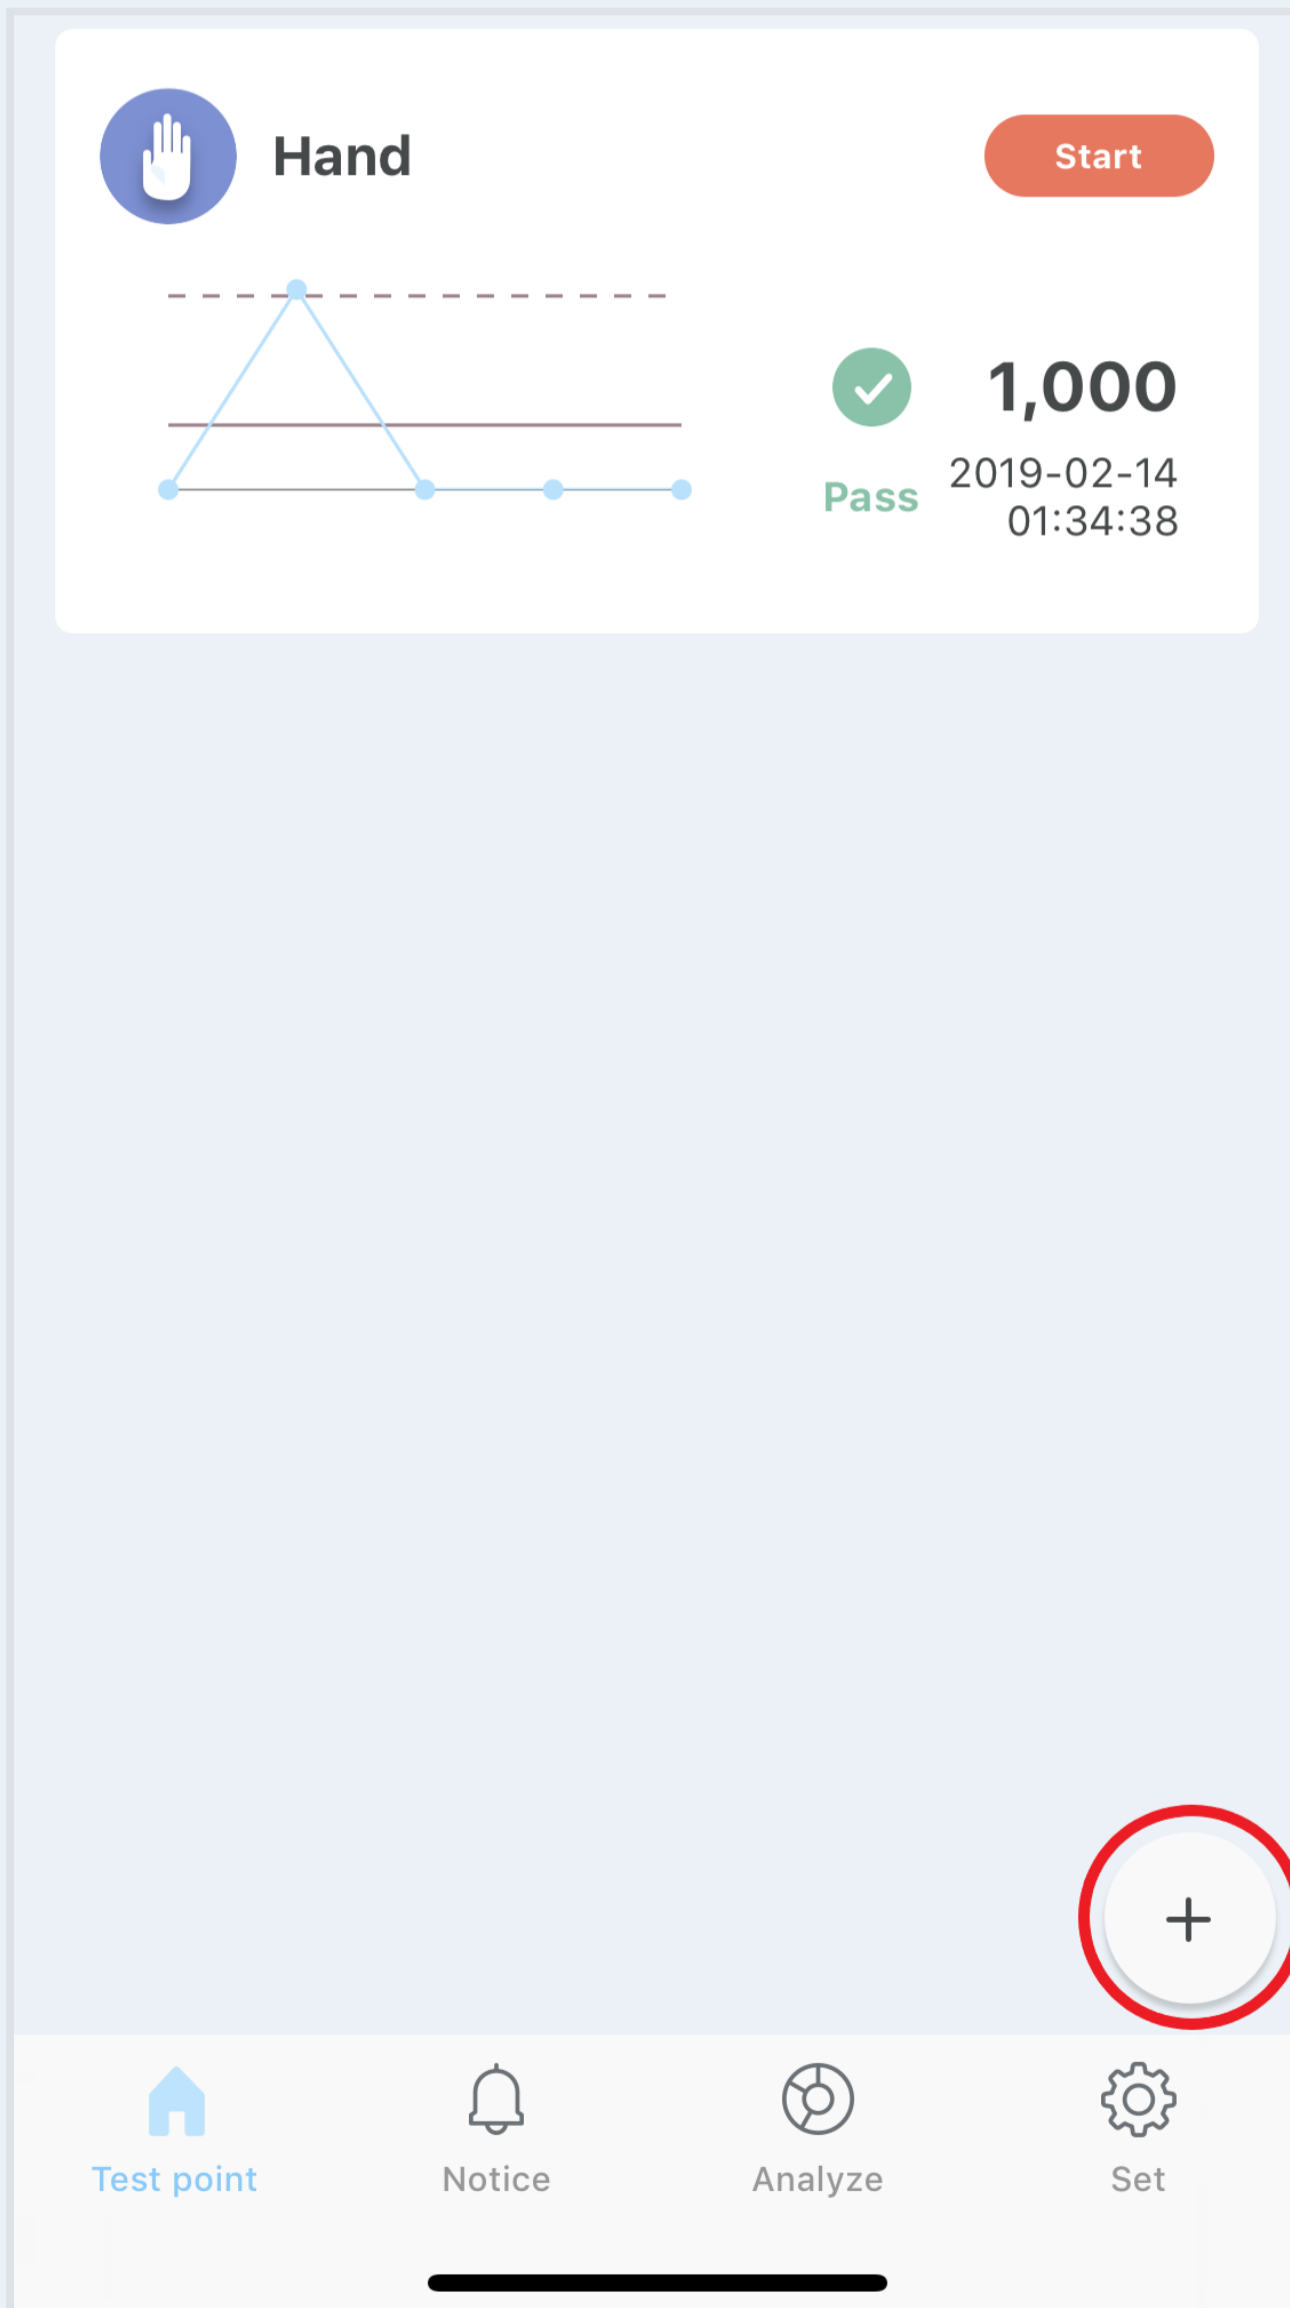 Hand
Start
1,000
2019-02-14
Pass
01:34:38
Test point
Notice
Analyze
Set